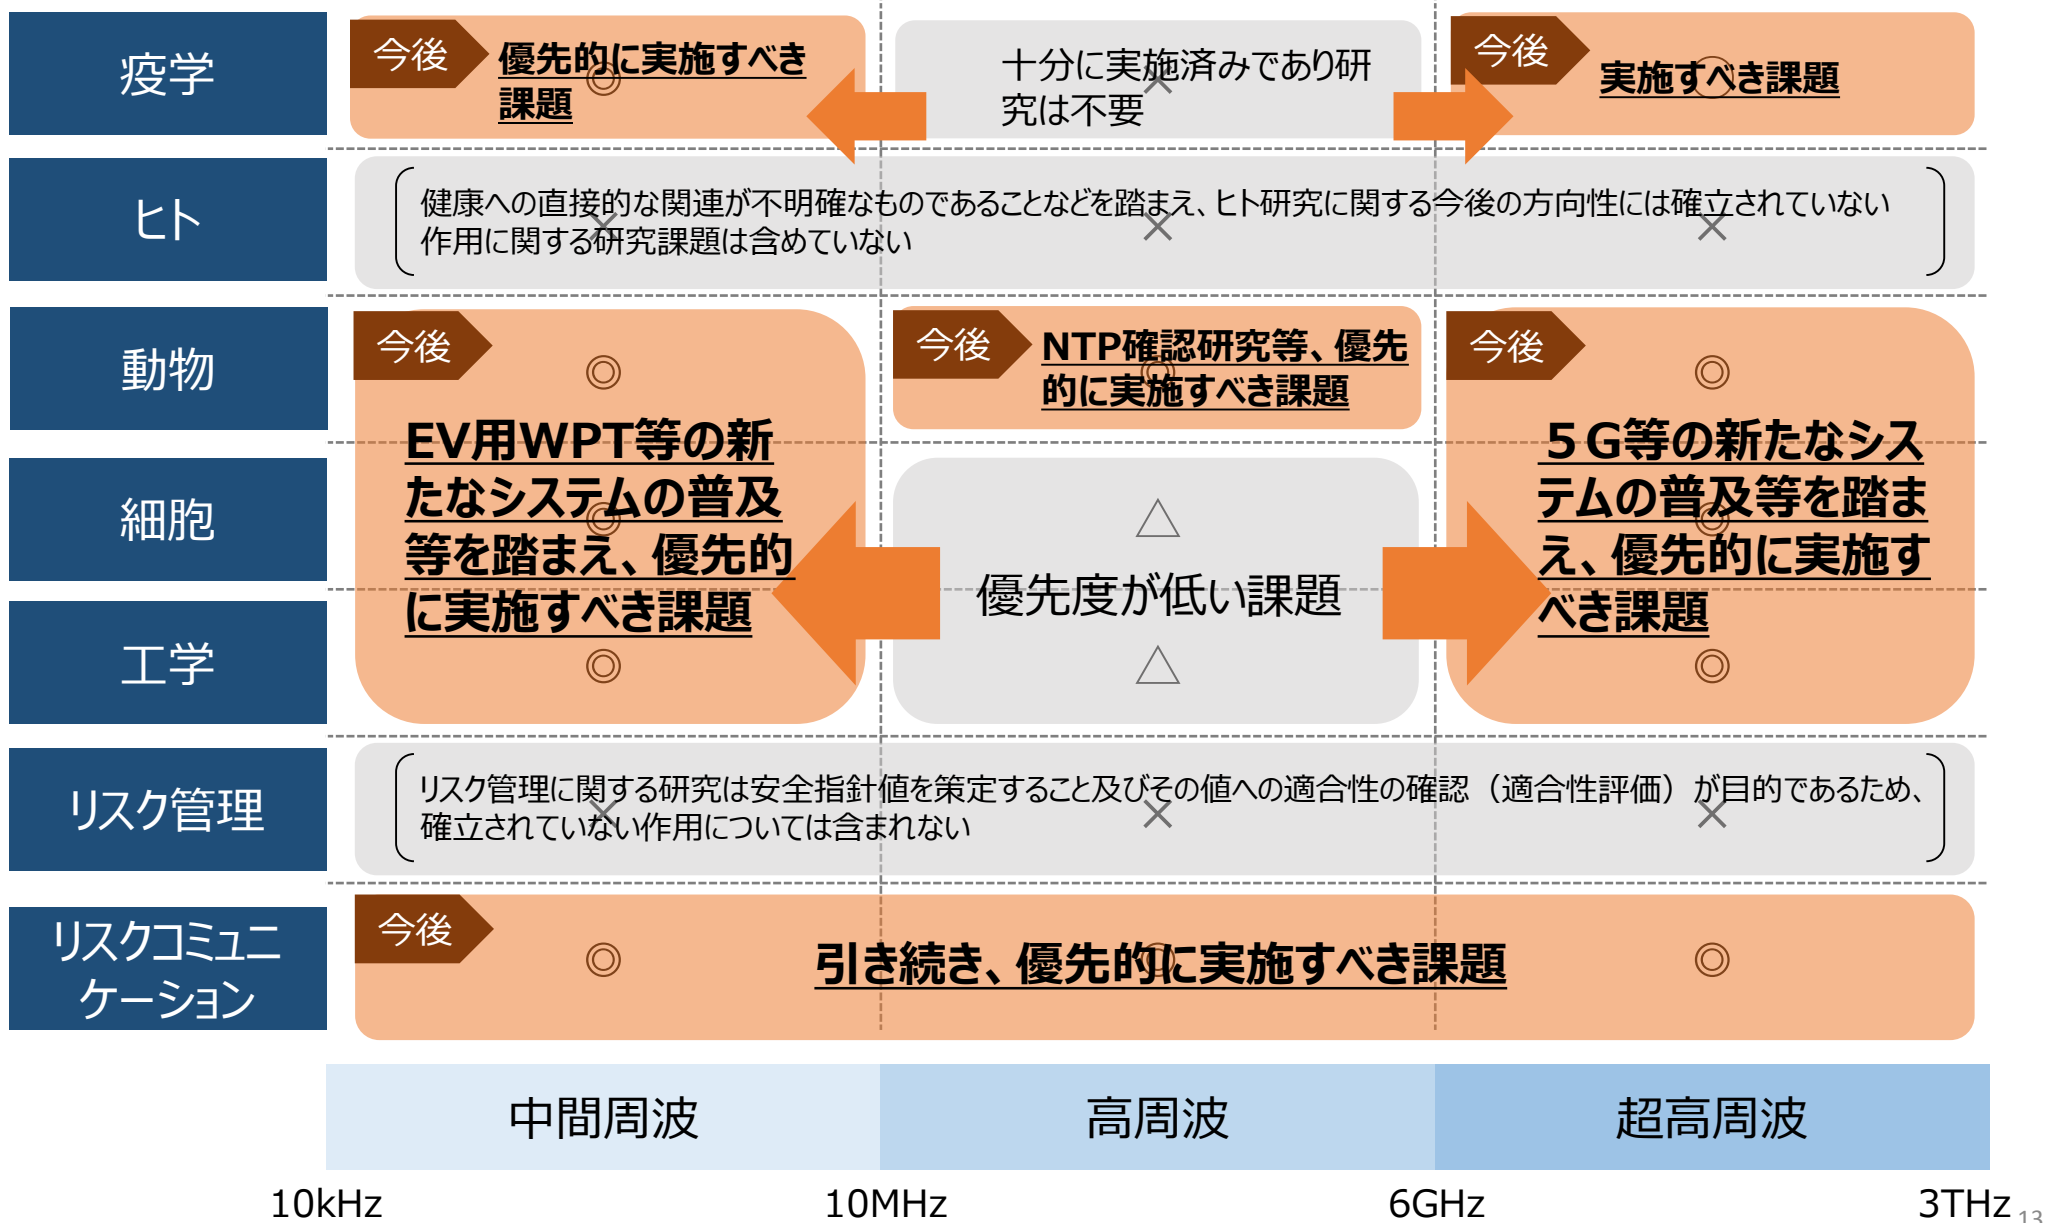 疫学
今後
優先的に実施すべき
課題
◎
十分に実施済みであり研
究は不要
×
今後
実施すべき課題
○
ヒト
健康への直接的な関連が不明確なものであることなどを踏まえ、ヒト研究に関する今後の方向性には確立されていない
作用に関する研究課題は含めていない
× × ×
動物
今後
◎
今後
NTP確認研究等、優先
的に実施すべき課題
◎
今後
◎
細胞
工学
EV用WPT等の新
たなシステムの普及
等を踏まえ、優先的
に実施すべき課題
◎
◎
△
優先度が低い課題
△
５G等の新たなシス
テムの普及等を踏ま
え、優先的に実施す
べき課題
◎
◎
リスク管理
リスク管理に関する研究は安全指針値を策定すること及びその値への適合性の確認（適合性評価）が目的であるため、
確立されていない作用については含まれない
× × ×
リスクコミュニ
ケーション
今後
◎ ◎ ◎
引き続き、優先的に実施すべき課題
中間周波 高周波 超高周波
10kHz 10MHz 6GHz 3THz
13